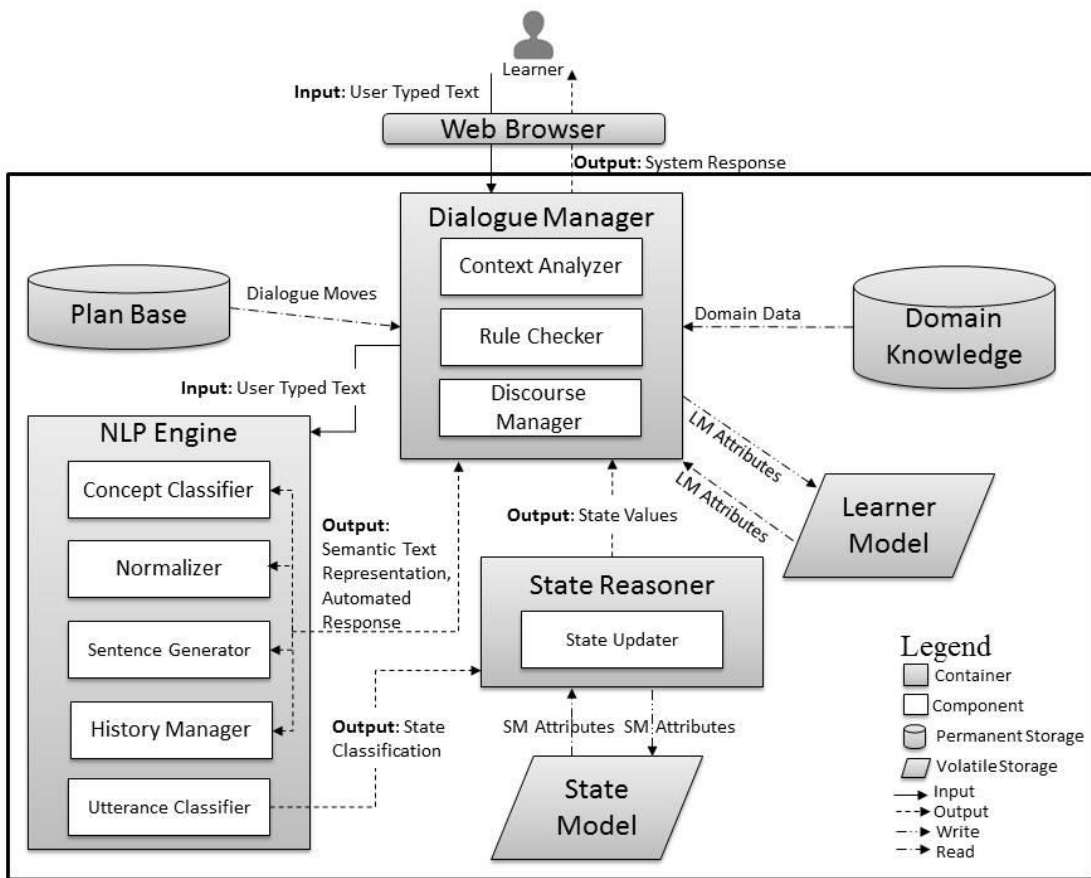 Learner
Input: User Typed Text
Web Browser
Output: System Response
Dialogue Manager
Context Analyzer
Rule Checker
Discourse
Manager
Plan Base
Dialogue Moves
Domain Data
Domain
Knowledge
Input: User Typed Text
NLP Engine
Concept Classifier
Normalizer
Sentence Generator
History Manager
Utterance Classifier
Output:
Semantic Text
Representation,
Automated
Response
Output: State Values
LM Attributes
LM Attributes
Learner
Model
State Reasoner
State Updater
Output: State
Classification
SM Attributes
SM Attributes
State
Model
Legend
Container
Component
Permanent Storage
Volatile Storage
Input
Output
Write
Read